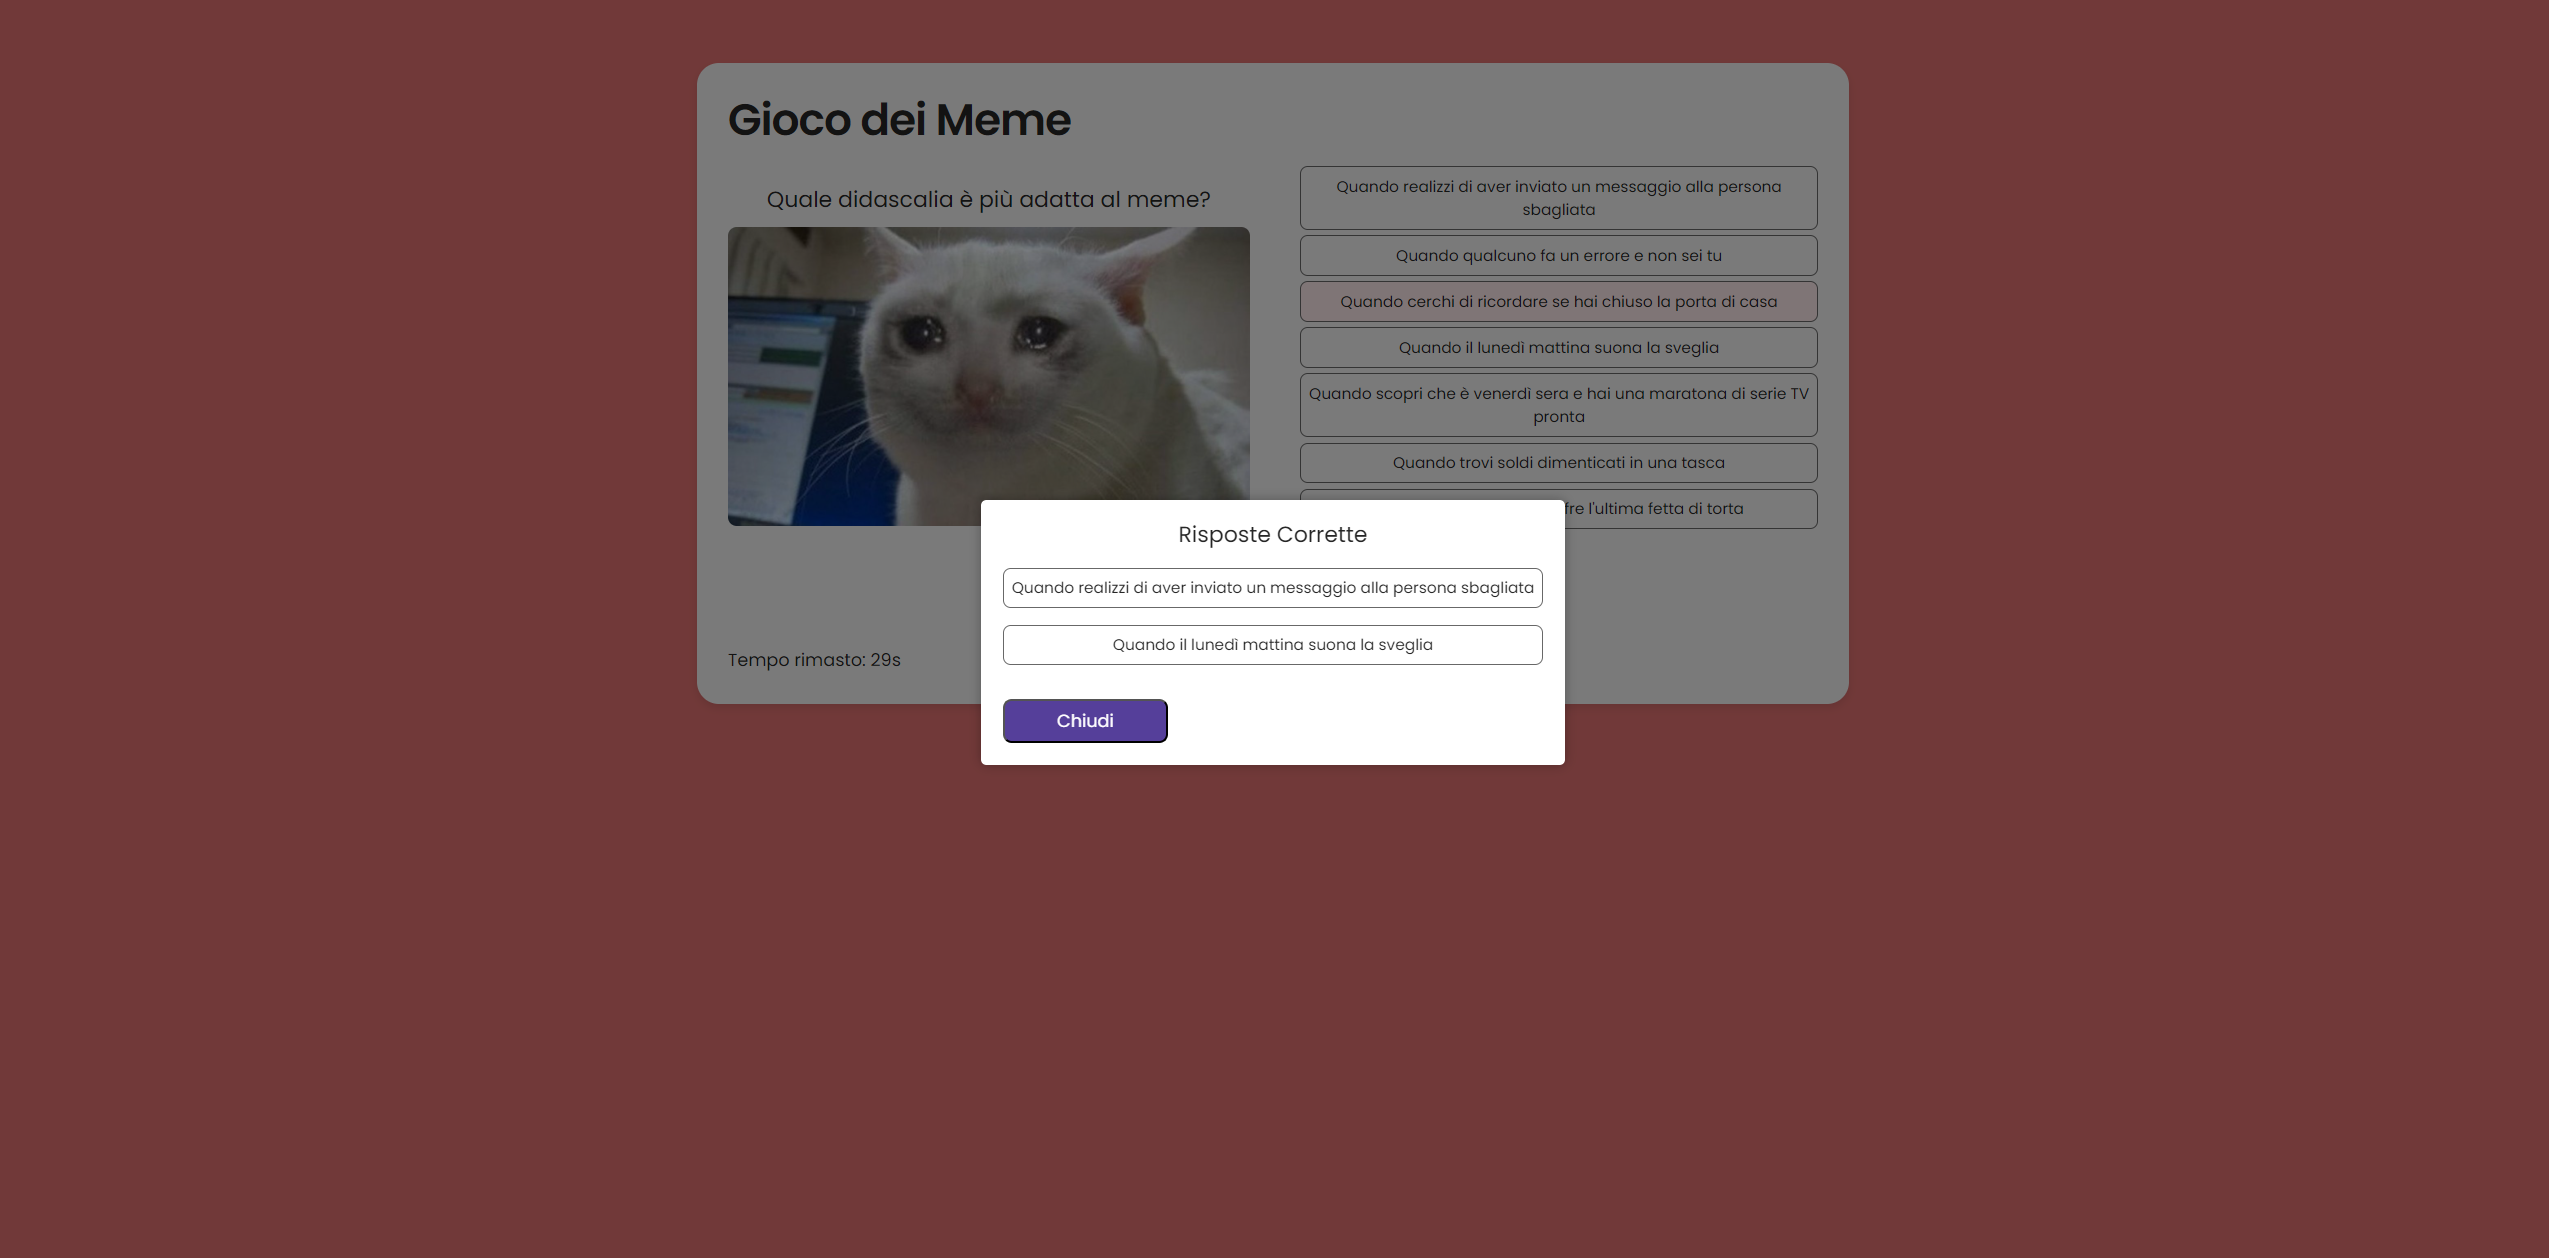 Gioco dei Meme
Quale didascalia è più adatta al meme?
Quando realizzi di aver inviato un messaggio alla persona
sbagliata
Quando qualcuno fa un errore e non sei tu
Quando cerchi di ricordare se hai chiuso la porta di casa
Quando il lunedì mattina suona la sveglia
Quando scopri che è venerdì sera e hai una maratona di serie TV
pronta
Quando trovi soldi dimenticati in una tasca
l'ultima fetta di torta
Risposte Corrette
Quando realizzi di aver inviato un messaggio alla persona sbagliata
Quando il lunedì mattina suona la sveglia
Chiudi
Tempo rimasto: 29s